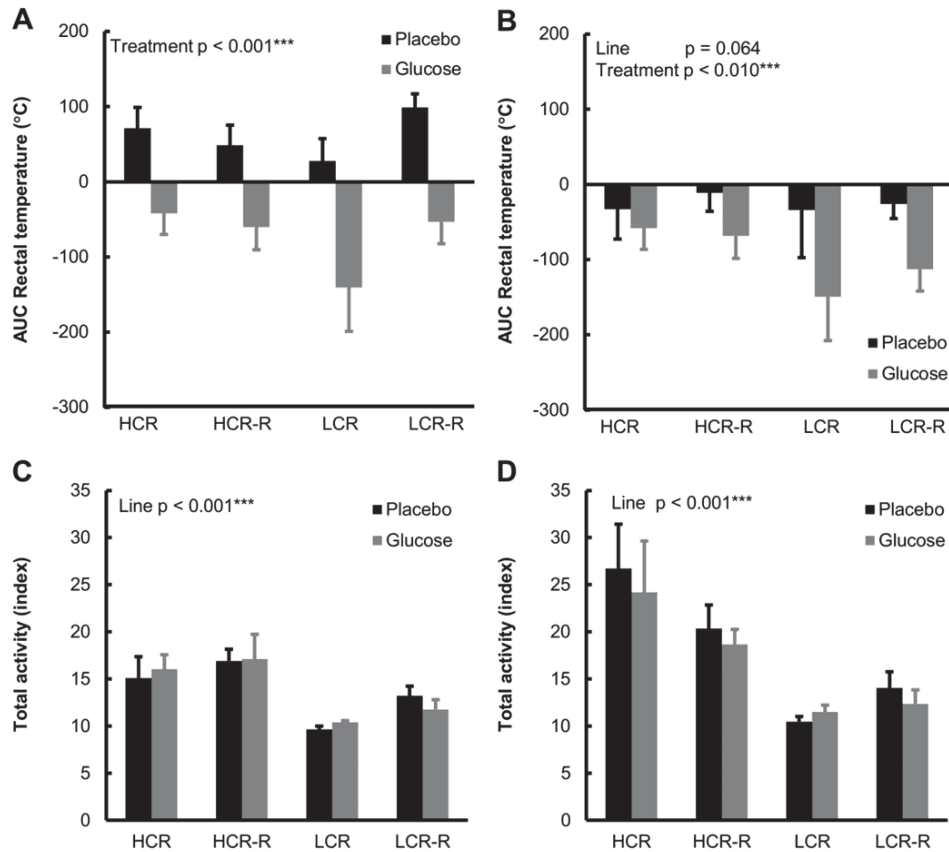 A
AUC Rectal temperature (°C)
200
100
0
-100
-200
-300
Treatment p < 0.001***
Placebo
Glucose
HCR
HCR-R
LCR
LCR-R
B
AUC Rectal temperature (°C)
200
100
0
-100
-200
-300
Line p = 0.064
Treatment p < 0.010***
Placebo
Glucose
HCR
HCR-R
LCR
LCR-R
C
Total activity (index)
35
30
25
20
15
10
5
0
Line p < 0.001***
Placebo
Glucose
HCR
HCR-R
LCR
LCR-R
D
Total activity (index)
35
30
25
20
15
10
5
0
Line p < 0.001***
Placebo
Glucose
HCR
HCR-R
LCR
LCR-R